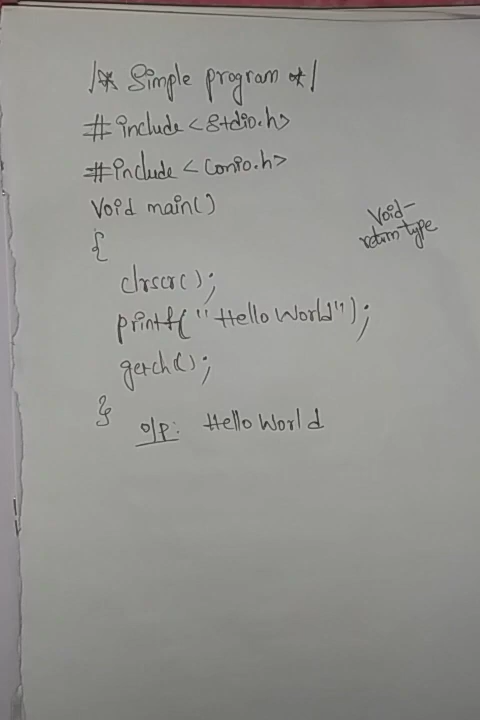 /* Simple program */
#include <stdio.h>
#include <conio.h>
Void main()
{
clrscr();
printf("Hello World");
getch();
}
o/p: Hello World
Void-
return type